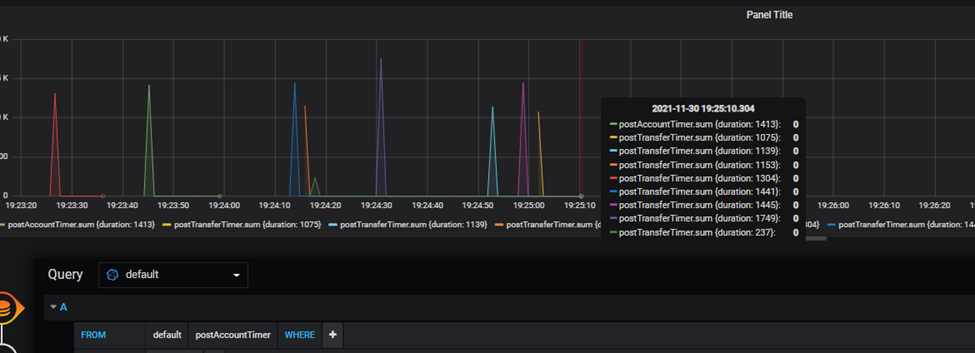 Panel Title
0 K
5 K
0 K
00
0
19:23:20 19:23:30 19:23:40 19:23:50 19:24:00 19:24:10 19:24:20 19:24:30 19:24:40 19:24:50 19:25:00 19:25:10 19:26:00 19:26:10 19:26:20
2021-11-30 19:25:10.304
postAccountTimer.sum {duration: 1413}: 0
postTransferTimer.sum {duration: 1075}: 0
postTransferTimer.sum {duration: 1139}: 0
postTransferTimer.sum {duration: 1153}: 0
postTransferTimer.sum {duration: 1304}: 0
postTransferTimer.sum {duration: 1441}: 0
postTransferTimer.sum {duration: 1445}: 0
postTransferTimer.sum {duration: 1749}: 0
postTransferTimer.sum {duration: 237}: 0
postAccountTimer.sum {duration: 1413} postTransferTimer.sum {duration: 1075} postTransferTimer.sum {duration: 1139} postTransferTimer.sum {d 304} postTransferTimer.sum {duration: 144
Query default
A
FROM default postAccountTimer WHERE +